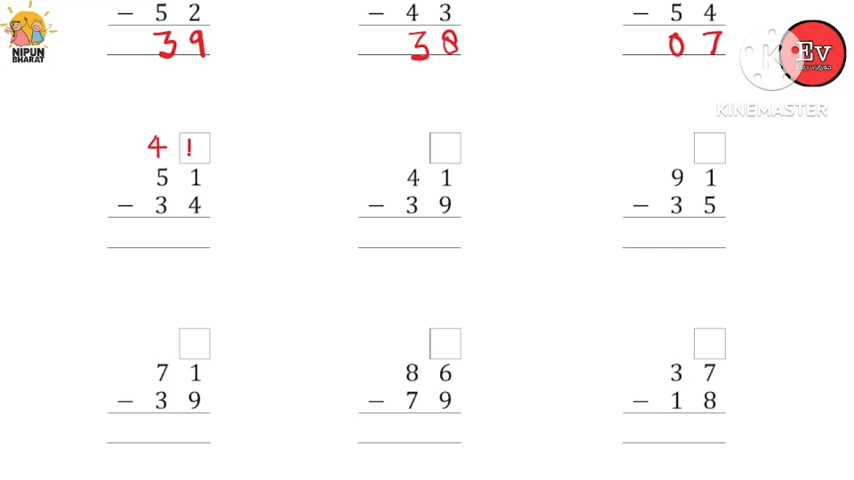 − 5 2 − 4 3 − 5 4
3 9 3 8 0 7
NIPUN
BHARAT
Ev
KINEMASTER
4 1
5 1 4 1 9 1
− 3 4 − 3 9 − 3 5
7 1 8 6 3 7
− 3 9 − 7 9 − 1 8